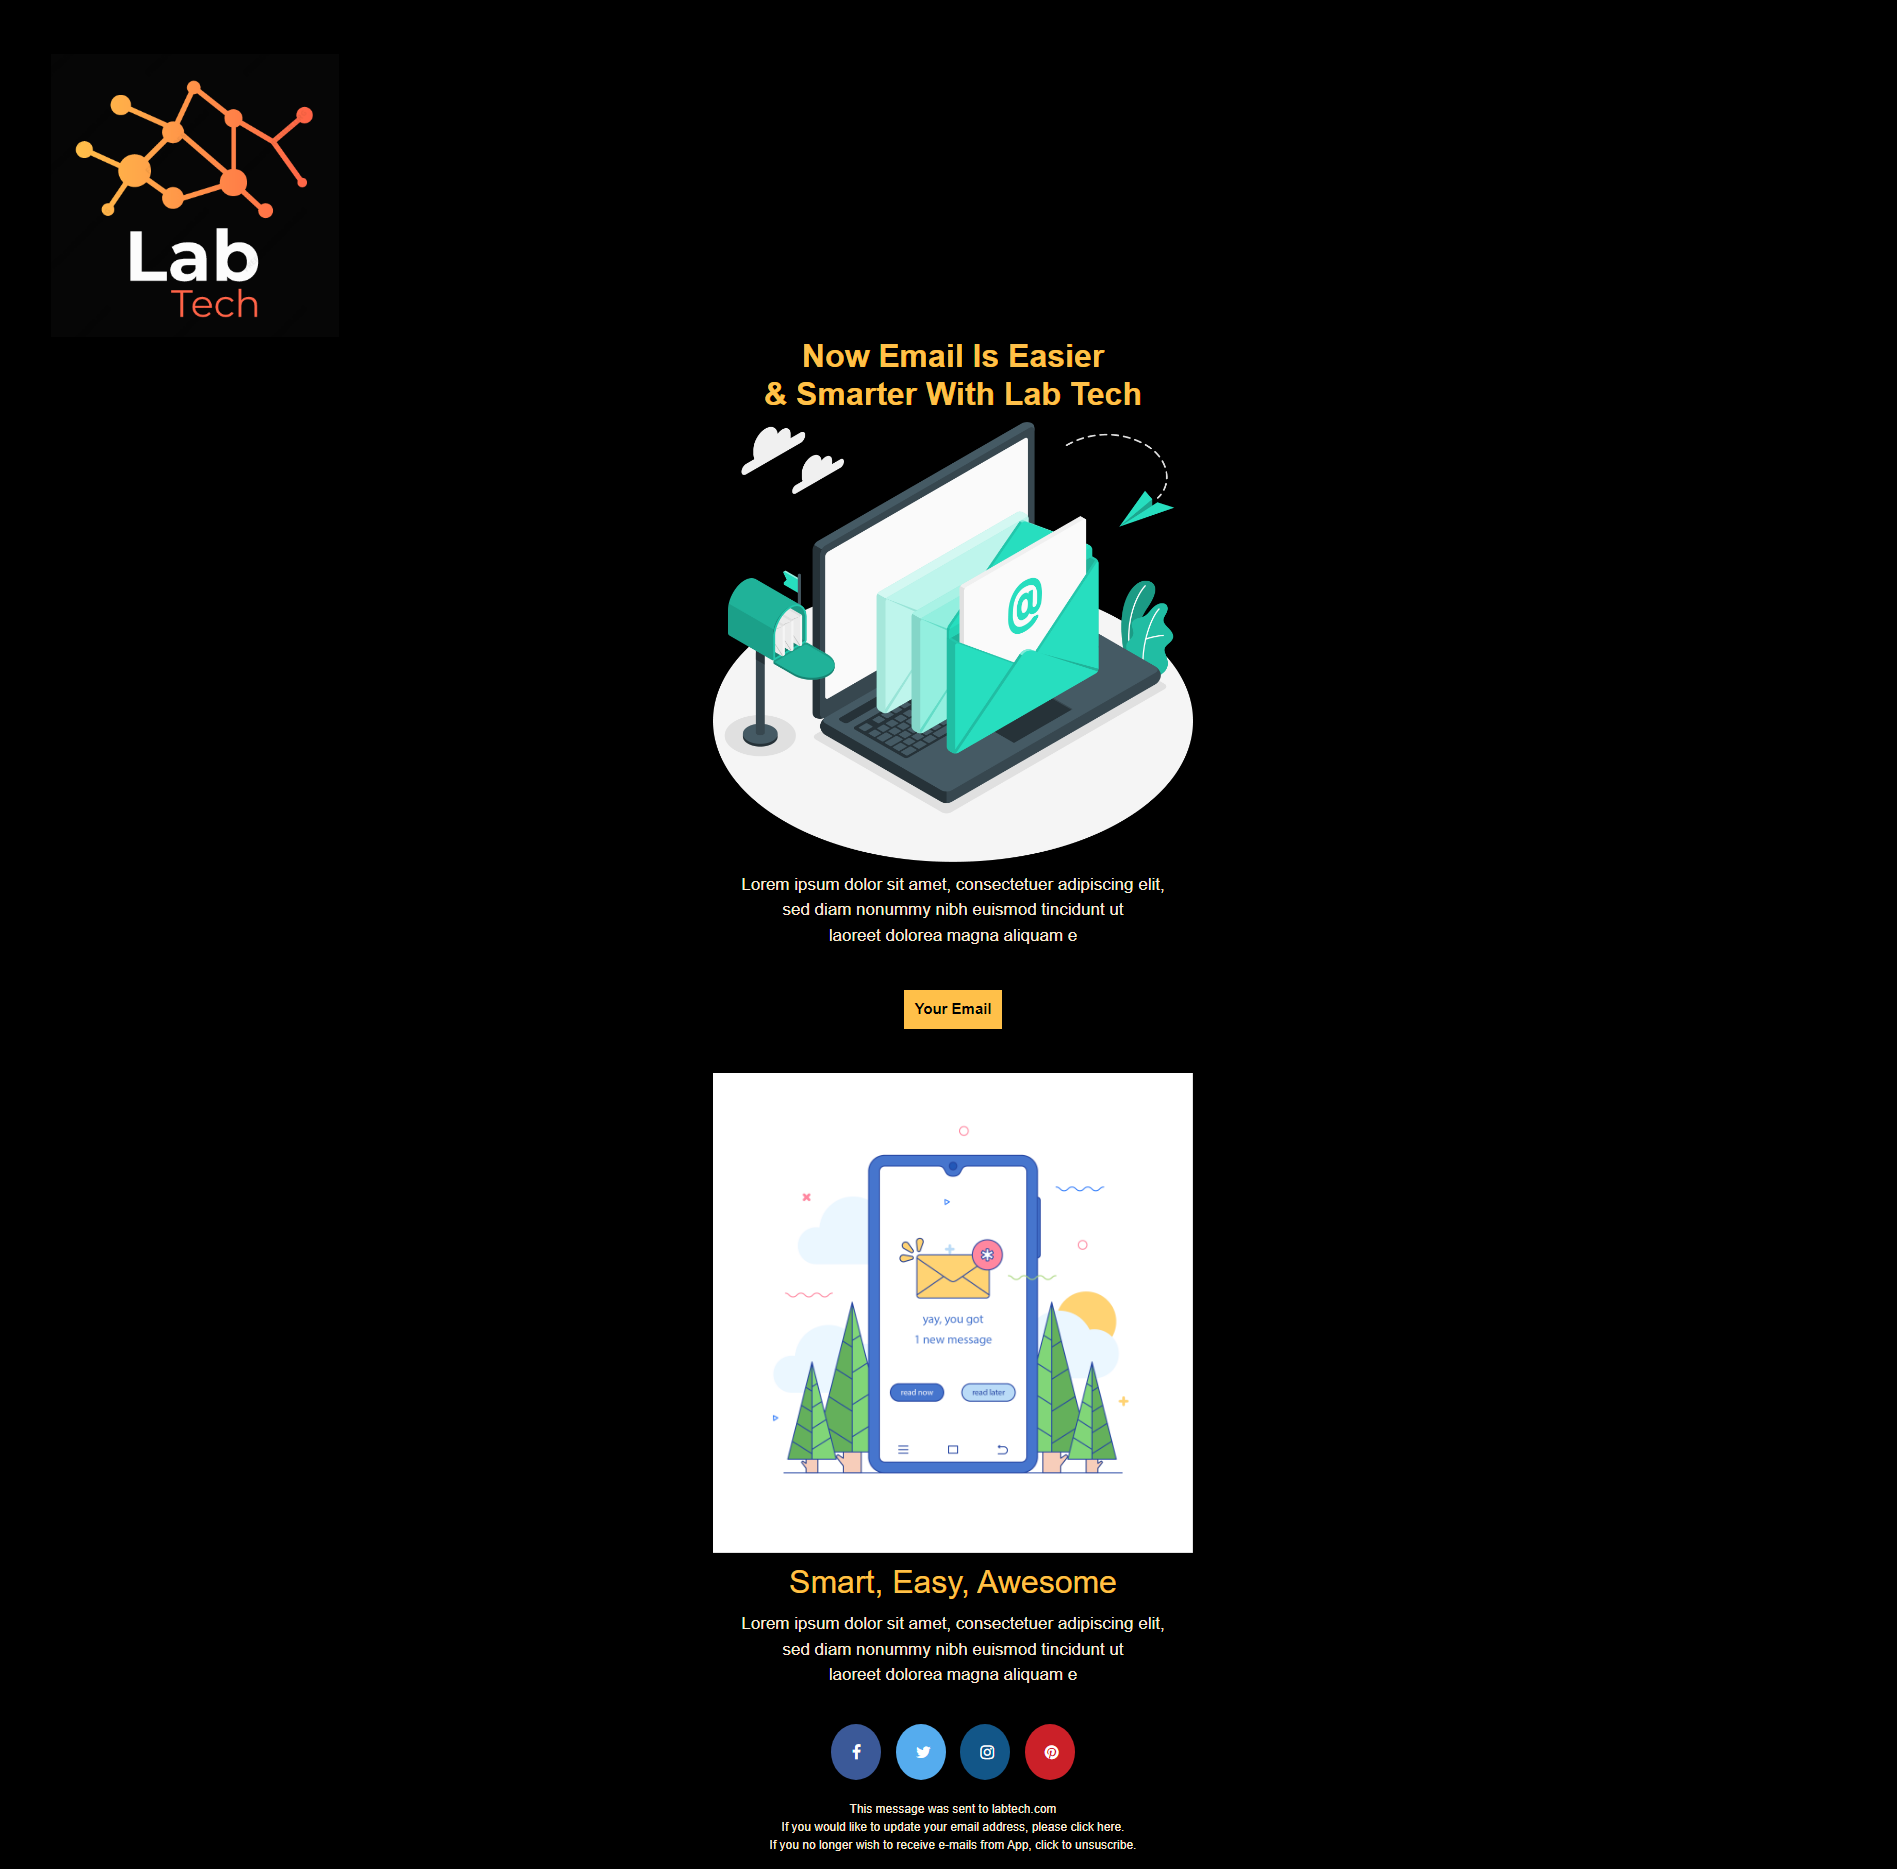 Lab
Tech
Now Email Is Easier
& Smarter With Lab Tech
@
Lorem ipsum dolor sit amet, consectetuer adipiscing elit,
sed diam nonummy nibh euismod tincidunt ut
laoreet dolorea magna aliquam e
Your Email
yay, you got
1 new message
read now
read later
Smart, Easy, Awesome
Lorem ipsum dolor sit amet, consectetuer adipiscing elit,
sed diam nonummy nibh euismod tincidunt ut
laoreet dolorea magna aliquam e
This message was sent to labtech.com
If you would like to update your email address, please click here.
If you no longer wish to receive e-mails from App, click to unsuscribe.